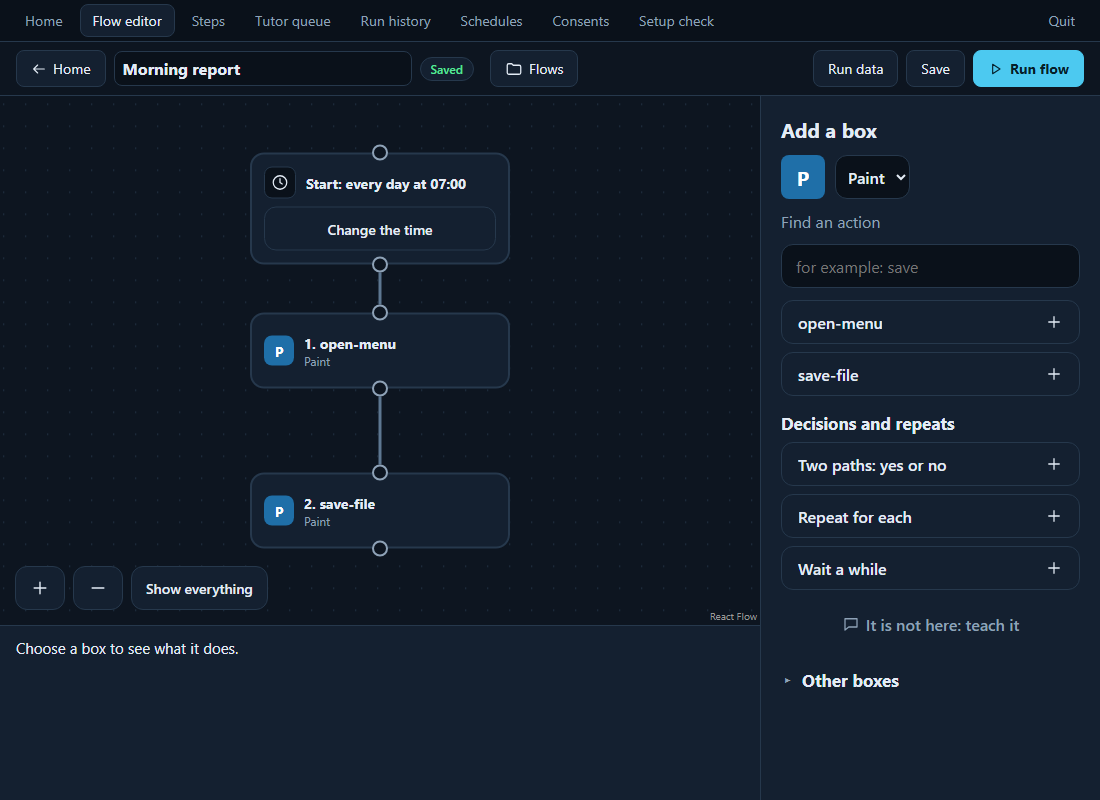 Home
Flow editor
Steps
Tutor queue
Run history
Schedules
Consents
Setup check
Quit
Home
Morning report
Saved
Flows
Run data
Save
Run flow
Start: every day at 07:00
Change the time
P
1. open-menu
Paint
P
2. save-file
Paint
Show everything
React Flow
Choose a box to see what it does.
Add a box
P
Paint
Find an action
for example: save
open-menu
save-file
Decisions and repeats
Two paths: yes or no
Repeat for each
Wait a while
It is not here: teach it
Other boxes